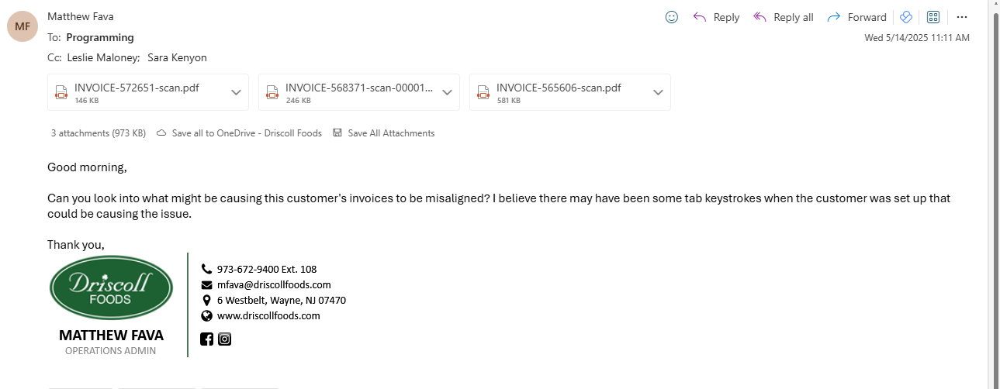 MF
Matthew Fava
Reply
Reply all
Forward
To: Programming
Wed 5/14/2025 11:11 AM
Cc: Leslie Maloney; Sara Kenyon
INVOICE-572651-scan.pdf
146 KB
INVOICE-568371-scan-00001...
246 KB
INVOICE-565606-scan.pdf
581 KB
3 attachments (973 KB) Save all to OneDrive - Driscoll Foods Save All Attachments
Good morning,
Can you look into what might be causing this customer's invoices to be misaligned? I believe there may have been some tab keystrokes when the customer was set up that
could be causing the issue.
Thank you,
Driscoll
FOODS
MATTHEW FAVA
OPERATIONS ADMIN
973-672-9400 Ext. 108
mfava@driscollfoods.com
6 Westbelt, Wayne, NJ 07470
www.driscollfoods.com